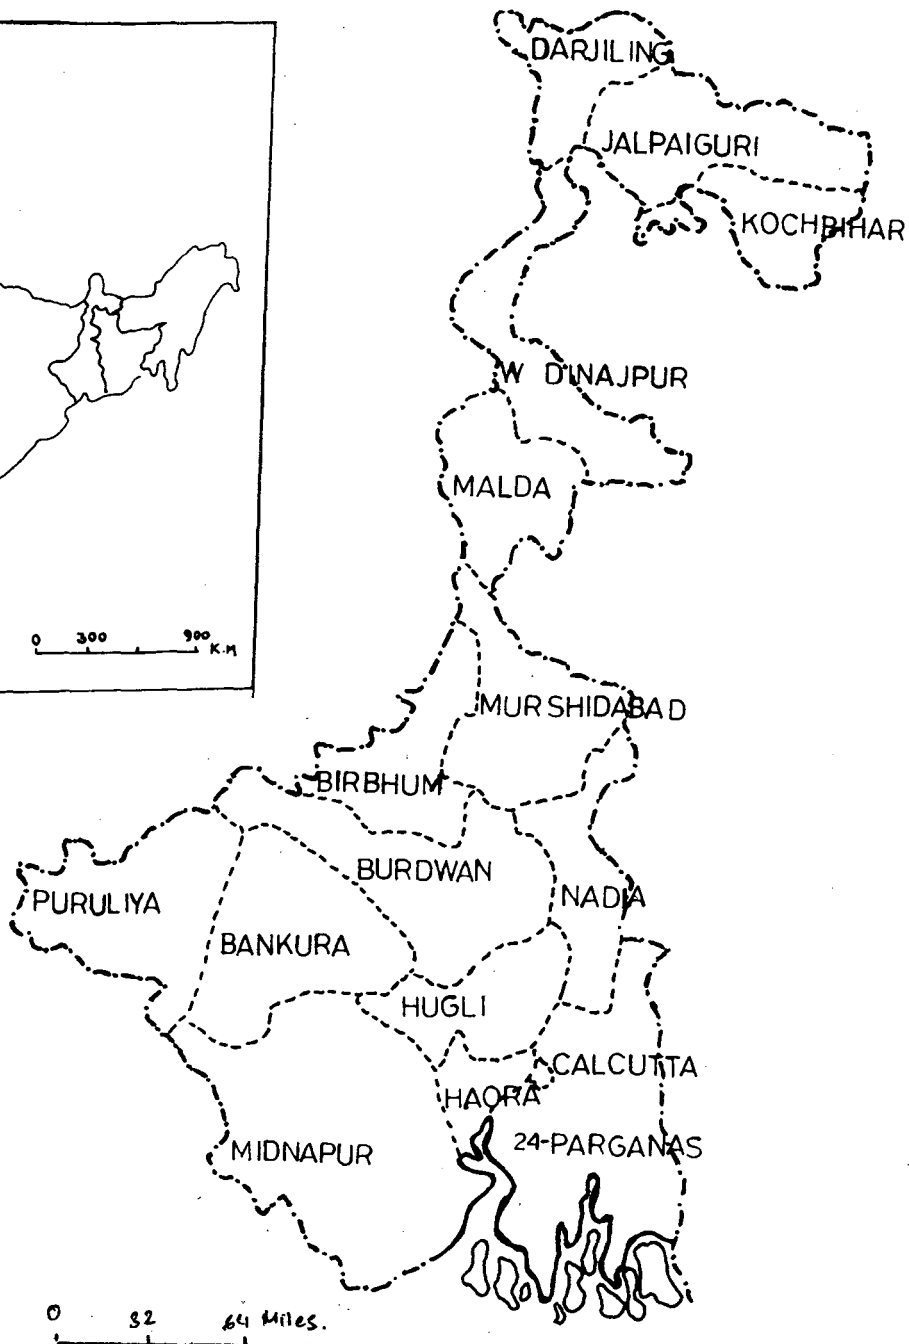 DARJILING
JALPAIGURI
KOCHBIHAR
W DINAJPUR
MALDA
0 300 900 K.M
MURSHIDABAD
BIRBHUM
BURDWAN
PURULIYA
NADIA
BANKURA
HUGLI
CALCUTTA
HAORA
24-PARGANAS
MIDNAPUR
0 32 64 Miles.